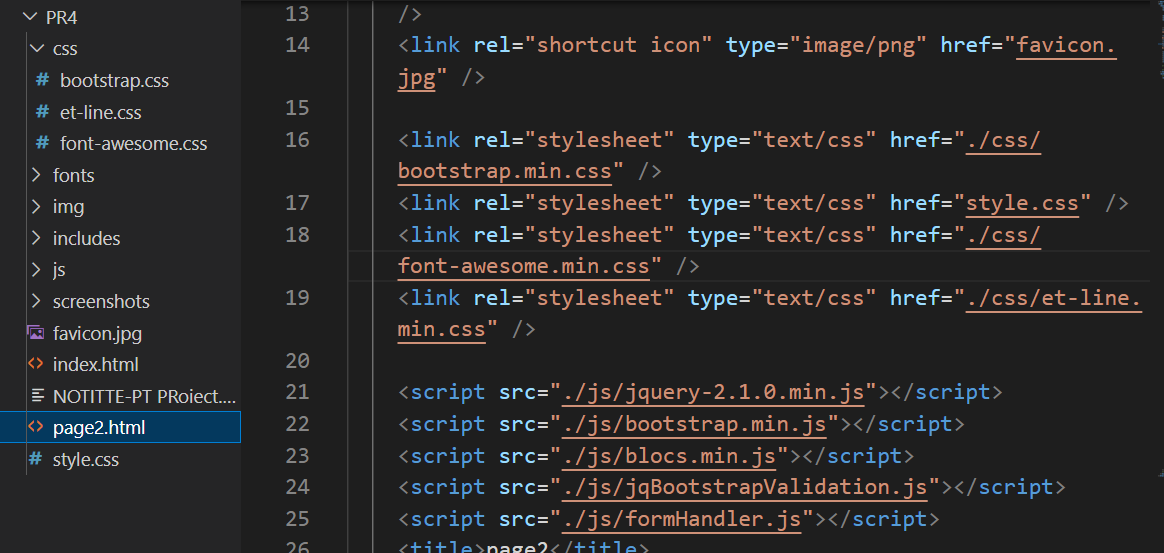 PR4
css
# bootstrap.css
# et-line.css
# font-awesome.css
fonts
img
includes
js
screenshots
favicon.jpg
<> index.html
NOTITTE-PT PRoiect....
<> page2.html
# style.css
13 />
14 <link rel="shortcut icon" type="image/png" href="favicon.
jpg" />
15
16 <link rel="stylesheet" type="text/css" href="./css/
bootstrap.min.css" />
17 <link rel="stylesheet" type="text/css" href="style.css" />
18 <link rel="stylesheet" type="text/css" href="./css/
font-awesome.min.css" />
19 <link rel="stylesheet" type="text/css" href="./css/et-line.
min.css" />
20
21 <script src="./js/jquery-2.1.0.min.js"></script>
22 <script src="./js/bootstrap.min.js"></script>
23 <script src="./js/blocs.min.js"></script>
24 <script src="./js/jqBootstrapValidation.js"></script>
25 <script src="./js/formHandler.js"></script>
26 <title>page2</title>